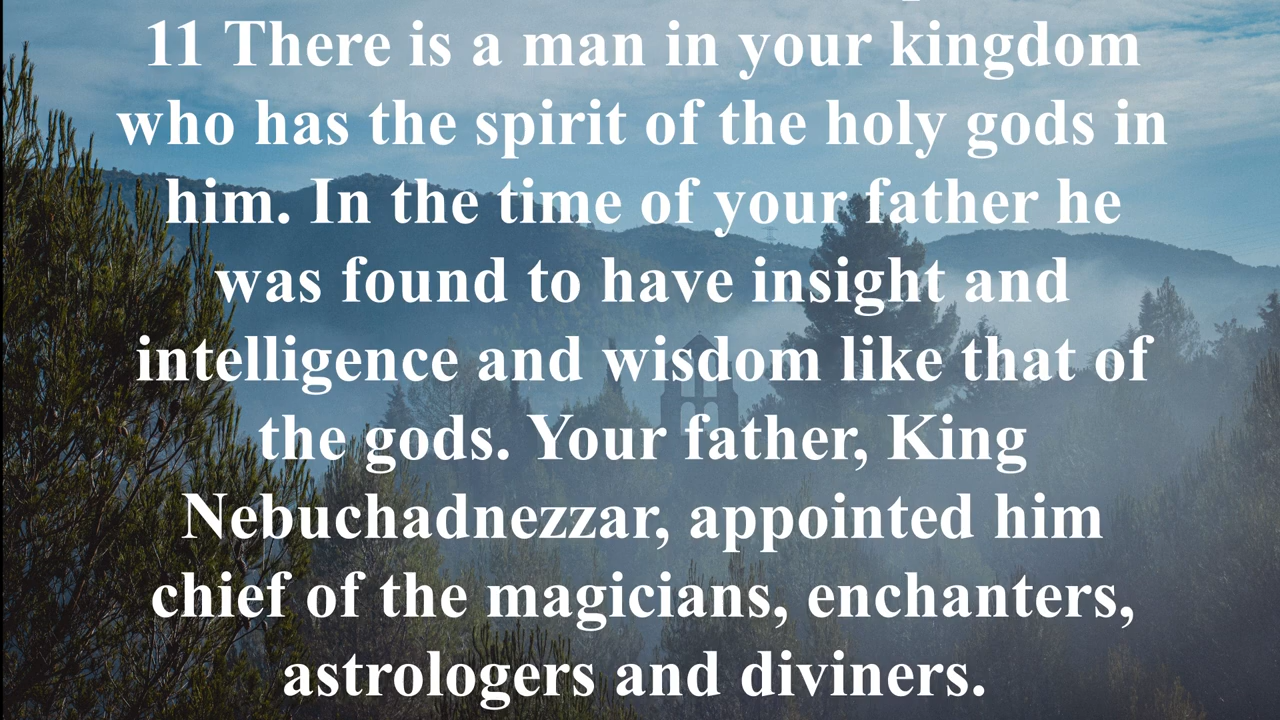 11 There is a man in your kingdom
who has the spirit of the holy gods in
him. In the time of your father he
was found to have insight and
intelligence and wisdom like that of
the gods. Your father, King
Nebuchadnezzar, appointed him
chief of the magicians, enchanters,
astrologers and diviners.